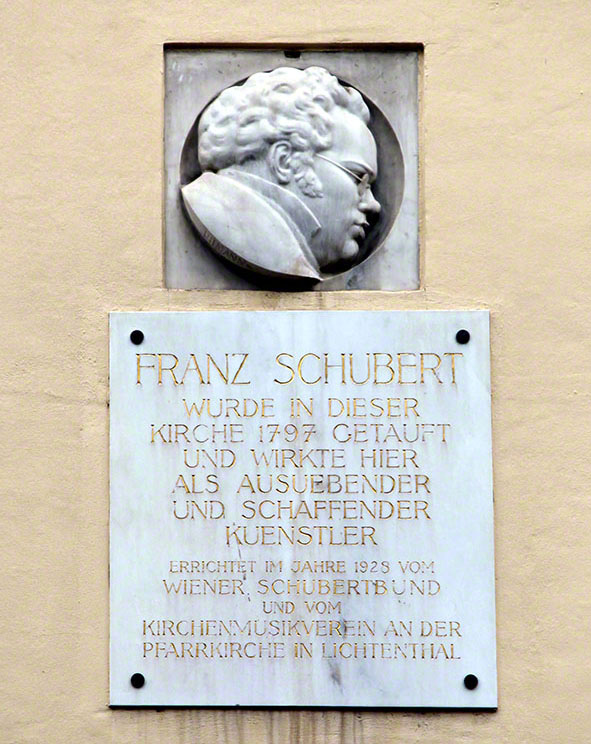 FRANZ SCHUBERT
WURDE IN DIESER
KIRCHE 1797 GETAUFT
UND WIRKTE HIER
ALS AUSUEBENDER
UND SCHAFFENDER
KUENSTLER
ERRICHTET IM JAHRE 1928 VOM
WIENER SCHUBERTBUND
UND VOM
KIRCHENMUSIKVEREIN AN DER
PFARRKIRCHE IN LICHTENTHAL